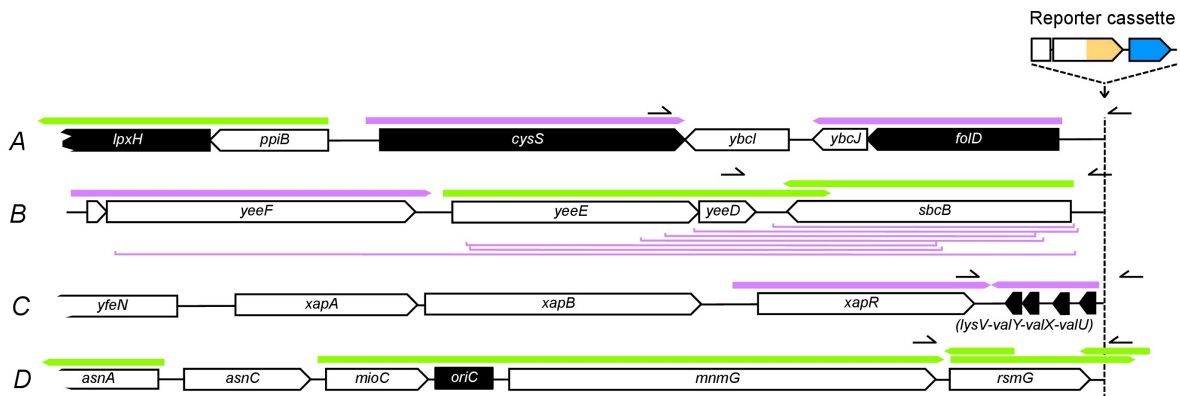 Reporter cassette
A lpxH ppiB cysS ybcI ybcJ folD
B yeeF yeeE yeeD sbcB
C yfeN xapA xapB xapR
(lysV-valY-valX-valU)
D asnA asnC mioC oriC mnmG rsmG